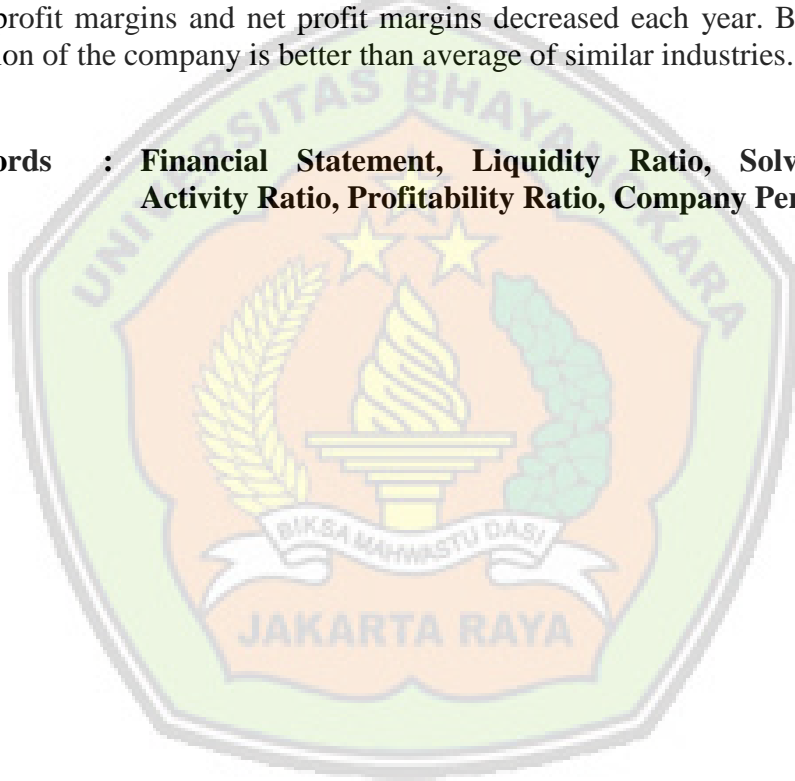 profit margins and net profit margins decreased each year. B
ion of the company is better than average of similar industries.
ords : Financial Statement, Liquidity Ratio, Solv
Activity Ratio, Profitability Ratio, Company Per
UNIVERSITAS BHAYANGKARA
BIKSA MAHWASTU DASI
JAKARTA RAYA